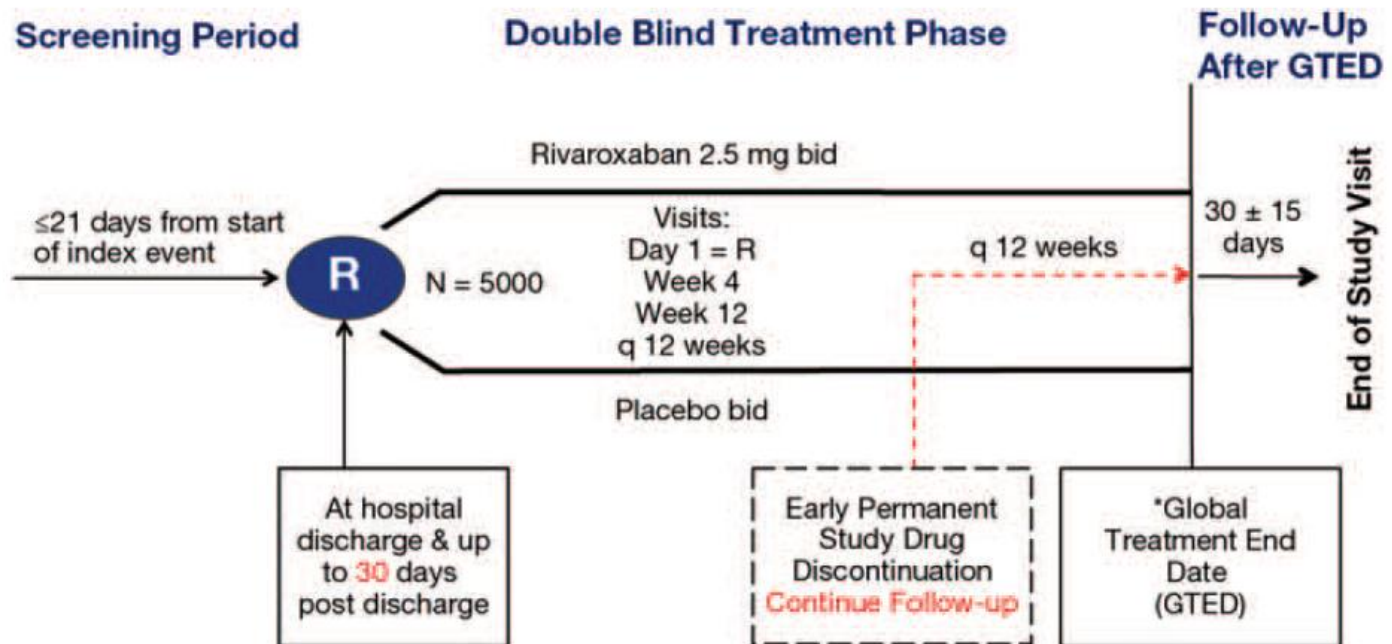 Screening Period
Double Blind Treatment Phase
Follow-Up
After GTED
Rivaroxaban 2.5 mg bid
≤21 days from start
of index event
R
N = 5000
Visits:
Day 1 = R
Week 4
Week 12
q 12 weeks
q 12 weeks
30 ± 15
days
End of Study Visit
Placebo bid
At hospital
discharge & up
to 30 days
post discharge
Early Permanent
Study Drug
Discontinuation
Continue Follow-up
*Global
Treatment End
Date
(GTED)